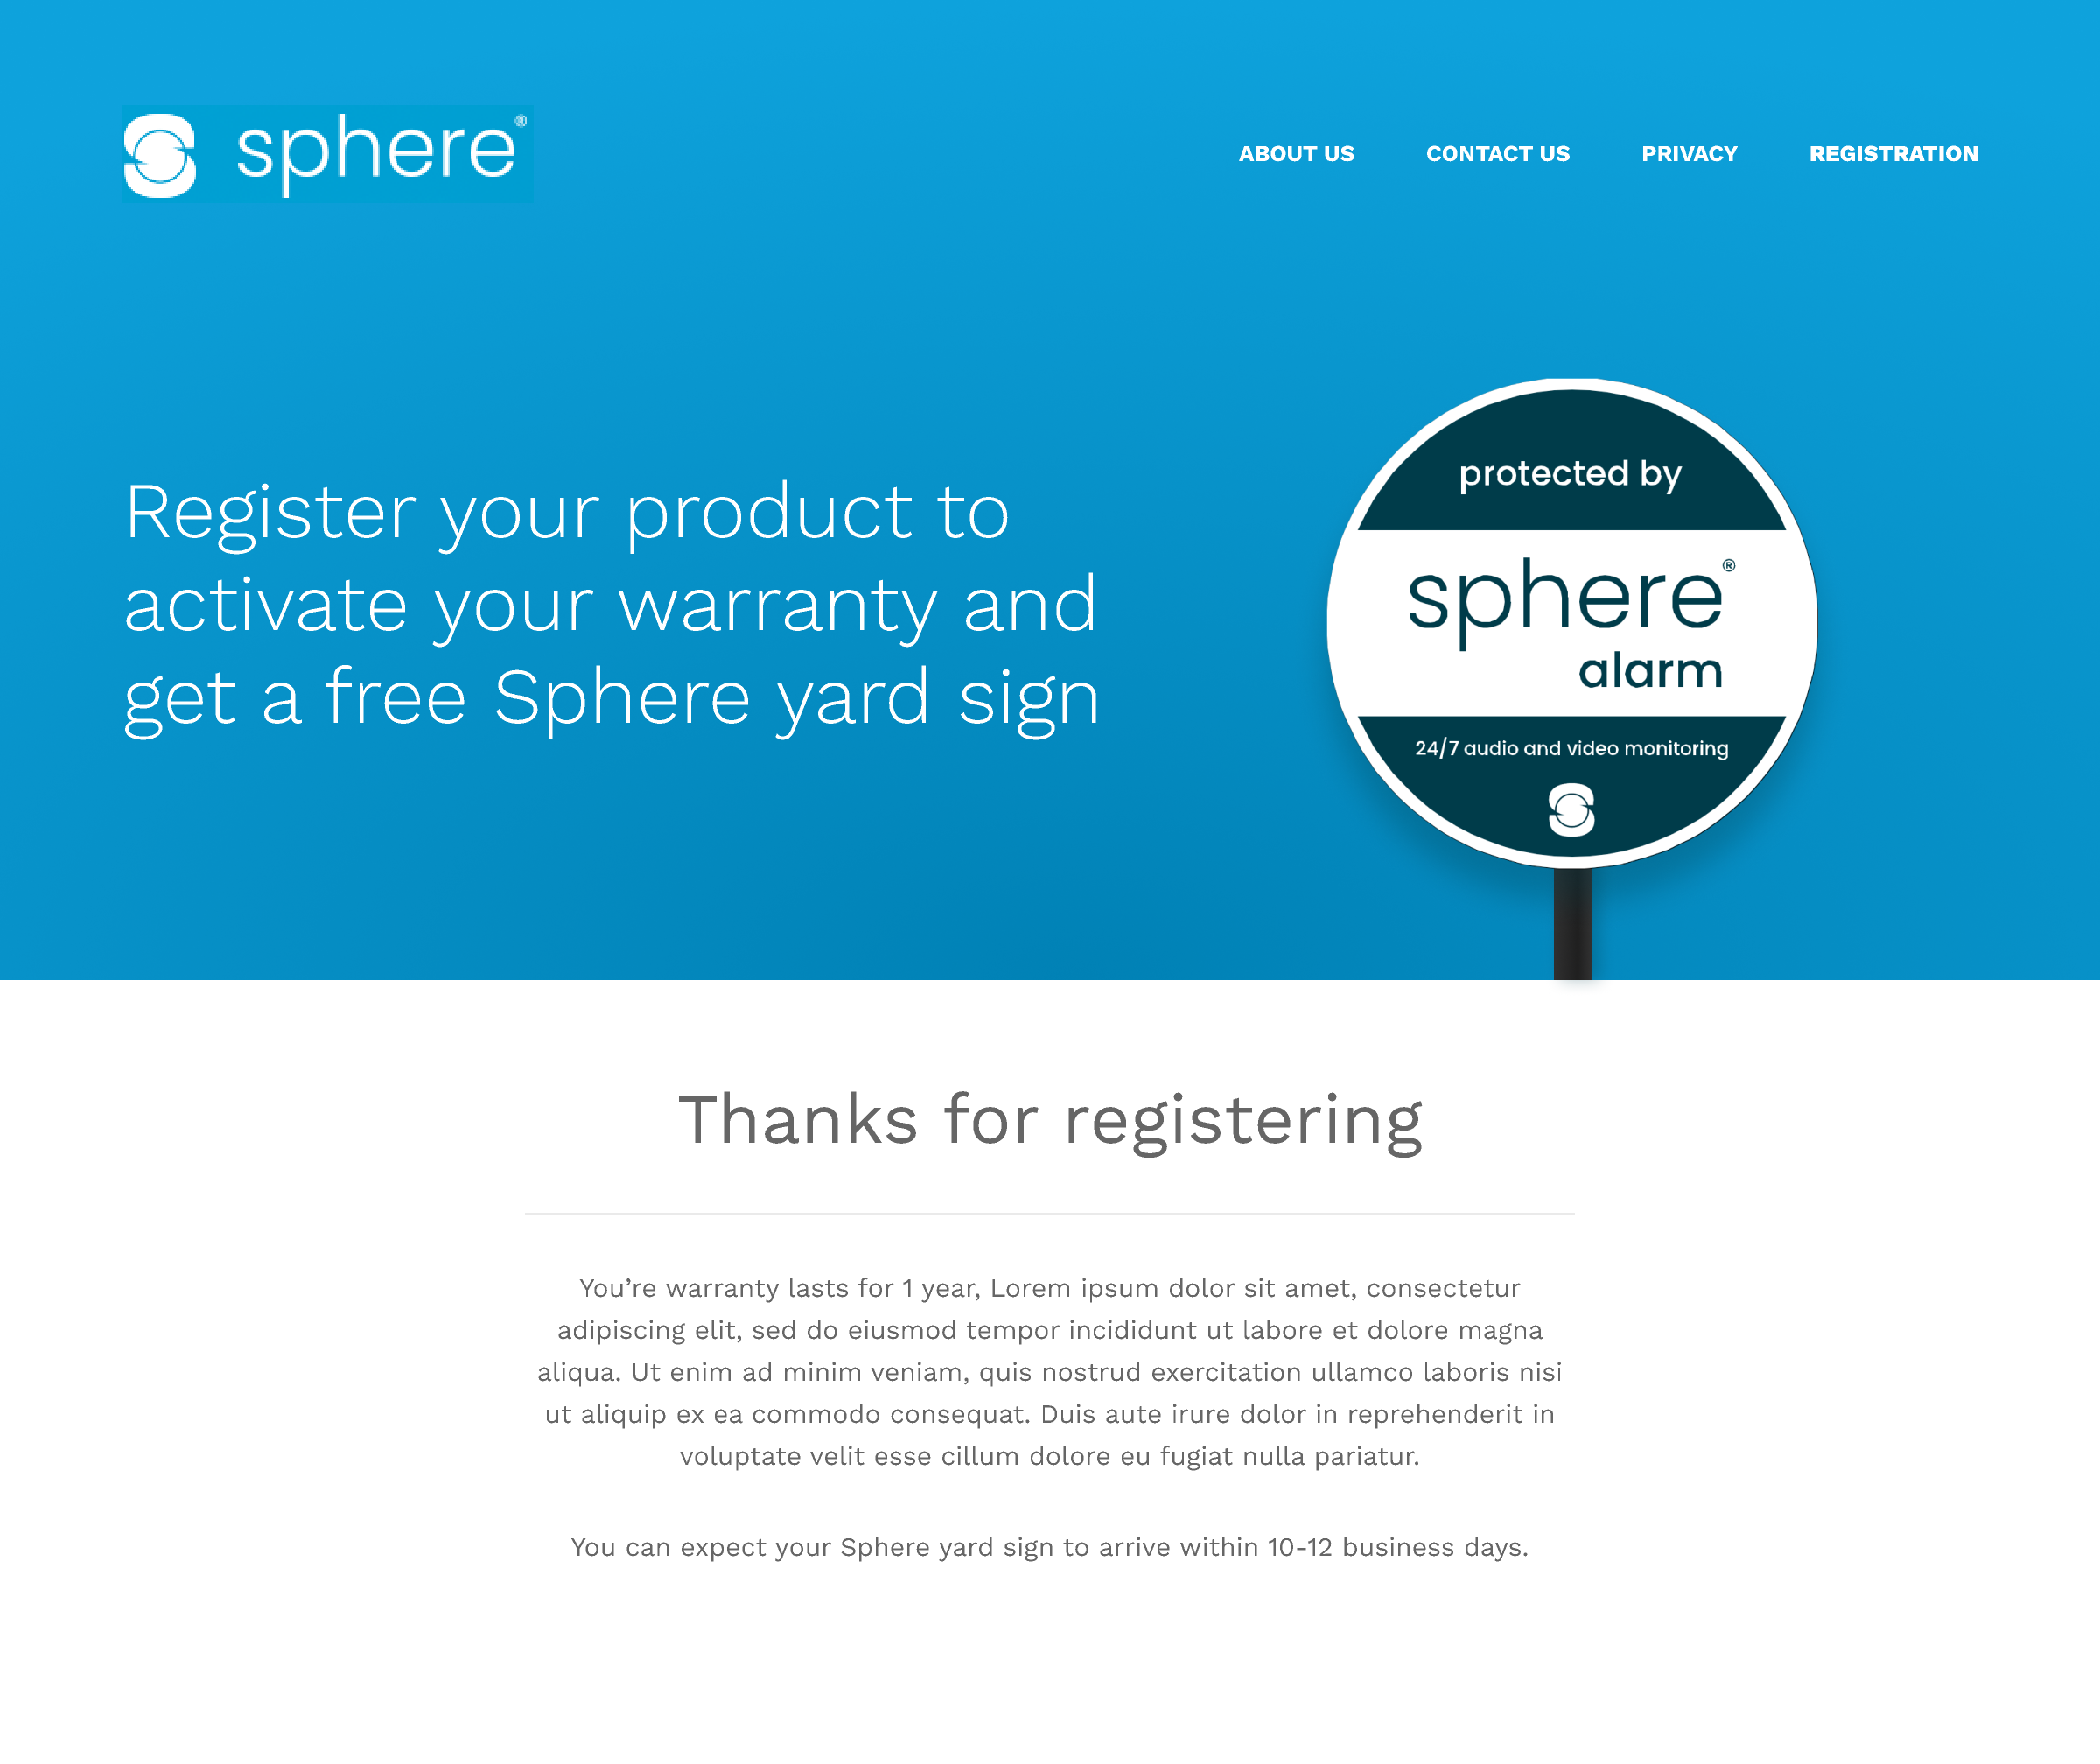 sphere®
ABOUT US CONTACT US PRIVACY REGISTRATION
Register your product to
activate your warranty and
get a free Sphere yard sign
protected by
sphere®
alarm
24/7 audio and video monitoring
Thanks for registering
You’re warranty lasts for 1 year, Lorem ipsum dolor sit amet, consectetur
adipiscing elit, sed do eiusmod tempor incididunt ut labore et dolore magna
aliqua. Ut enim ad minim veniam, quis nostrud exercitation ullamco laboris nisi
ut aliquip ex ea commodo consequat. Duis aute irure dolor in reprehenderit in
voluptate velit esse cillum dolore eu fugiat nulla pariatur.
You can expect your Sphere yard sign to arrive within 10-12 business days.